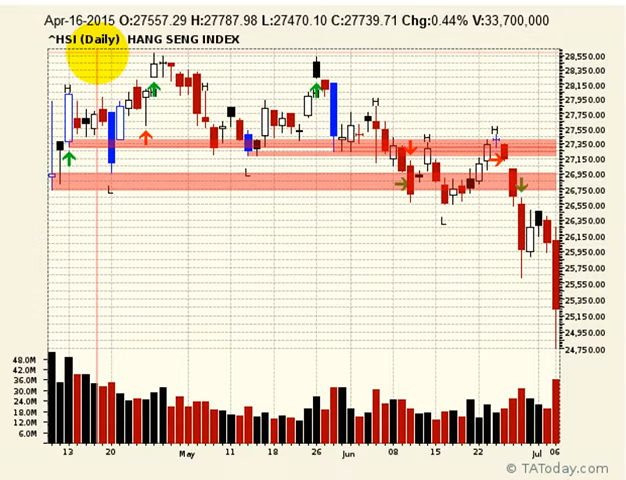 Apr-16-2015 O:27557.29 H:27787.98 L:27470.10 C:27739.71 Chg:0.44% V:33,700,000
^HSI (Daily) HANG SENG INDEX
28,550.00
28,350.00
28,150.00
27,950.00
27,750.00
27,550.00
27,350.00
27,150.00
26,950.00
26,750.00
26,550.00
26,350.00
26,150.00
25,950.00
25,750.00
25,550.00
25,350.00
25,150.00
24,950.00
24,750.00
H
H
H
H
H
L
L
L
48.0M
42.0M
36.0M
30.0M
24.0M
18.0M
12.0M
6.0M
13 20 May 11 18 26 Jun 08 15 22 Jul 06
© TAToday.com